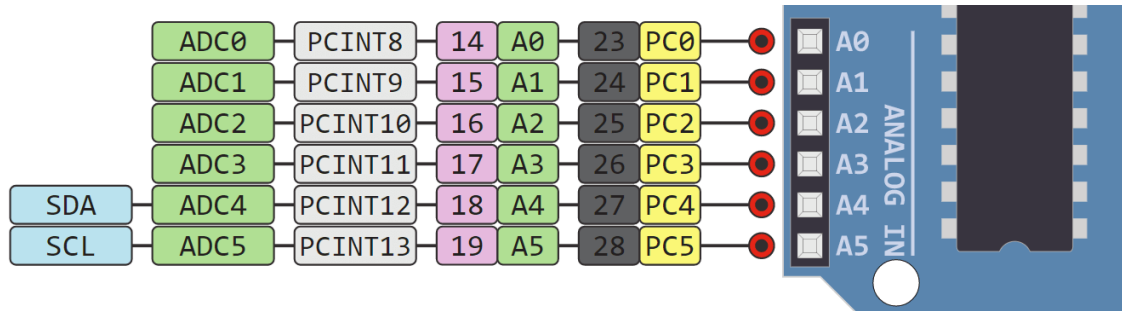 ADC0 PCINT8 14 A0 23 PC0 A0
ADC1 PCINT9 15 A1 24 PC1 A1
ADC2 PCINT10 16 A2 25 PC2 A2
ADC3 PCINT11 17 A3 26 PC3 A3
SDA ADC4 PCINT12 18 A4 27 PC4 A4
SCL ADC5 PCINT13 19 A5 28 PC5 A5
ANALOG IN